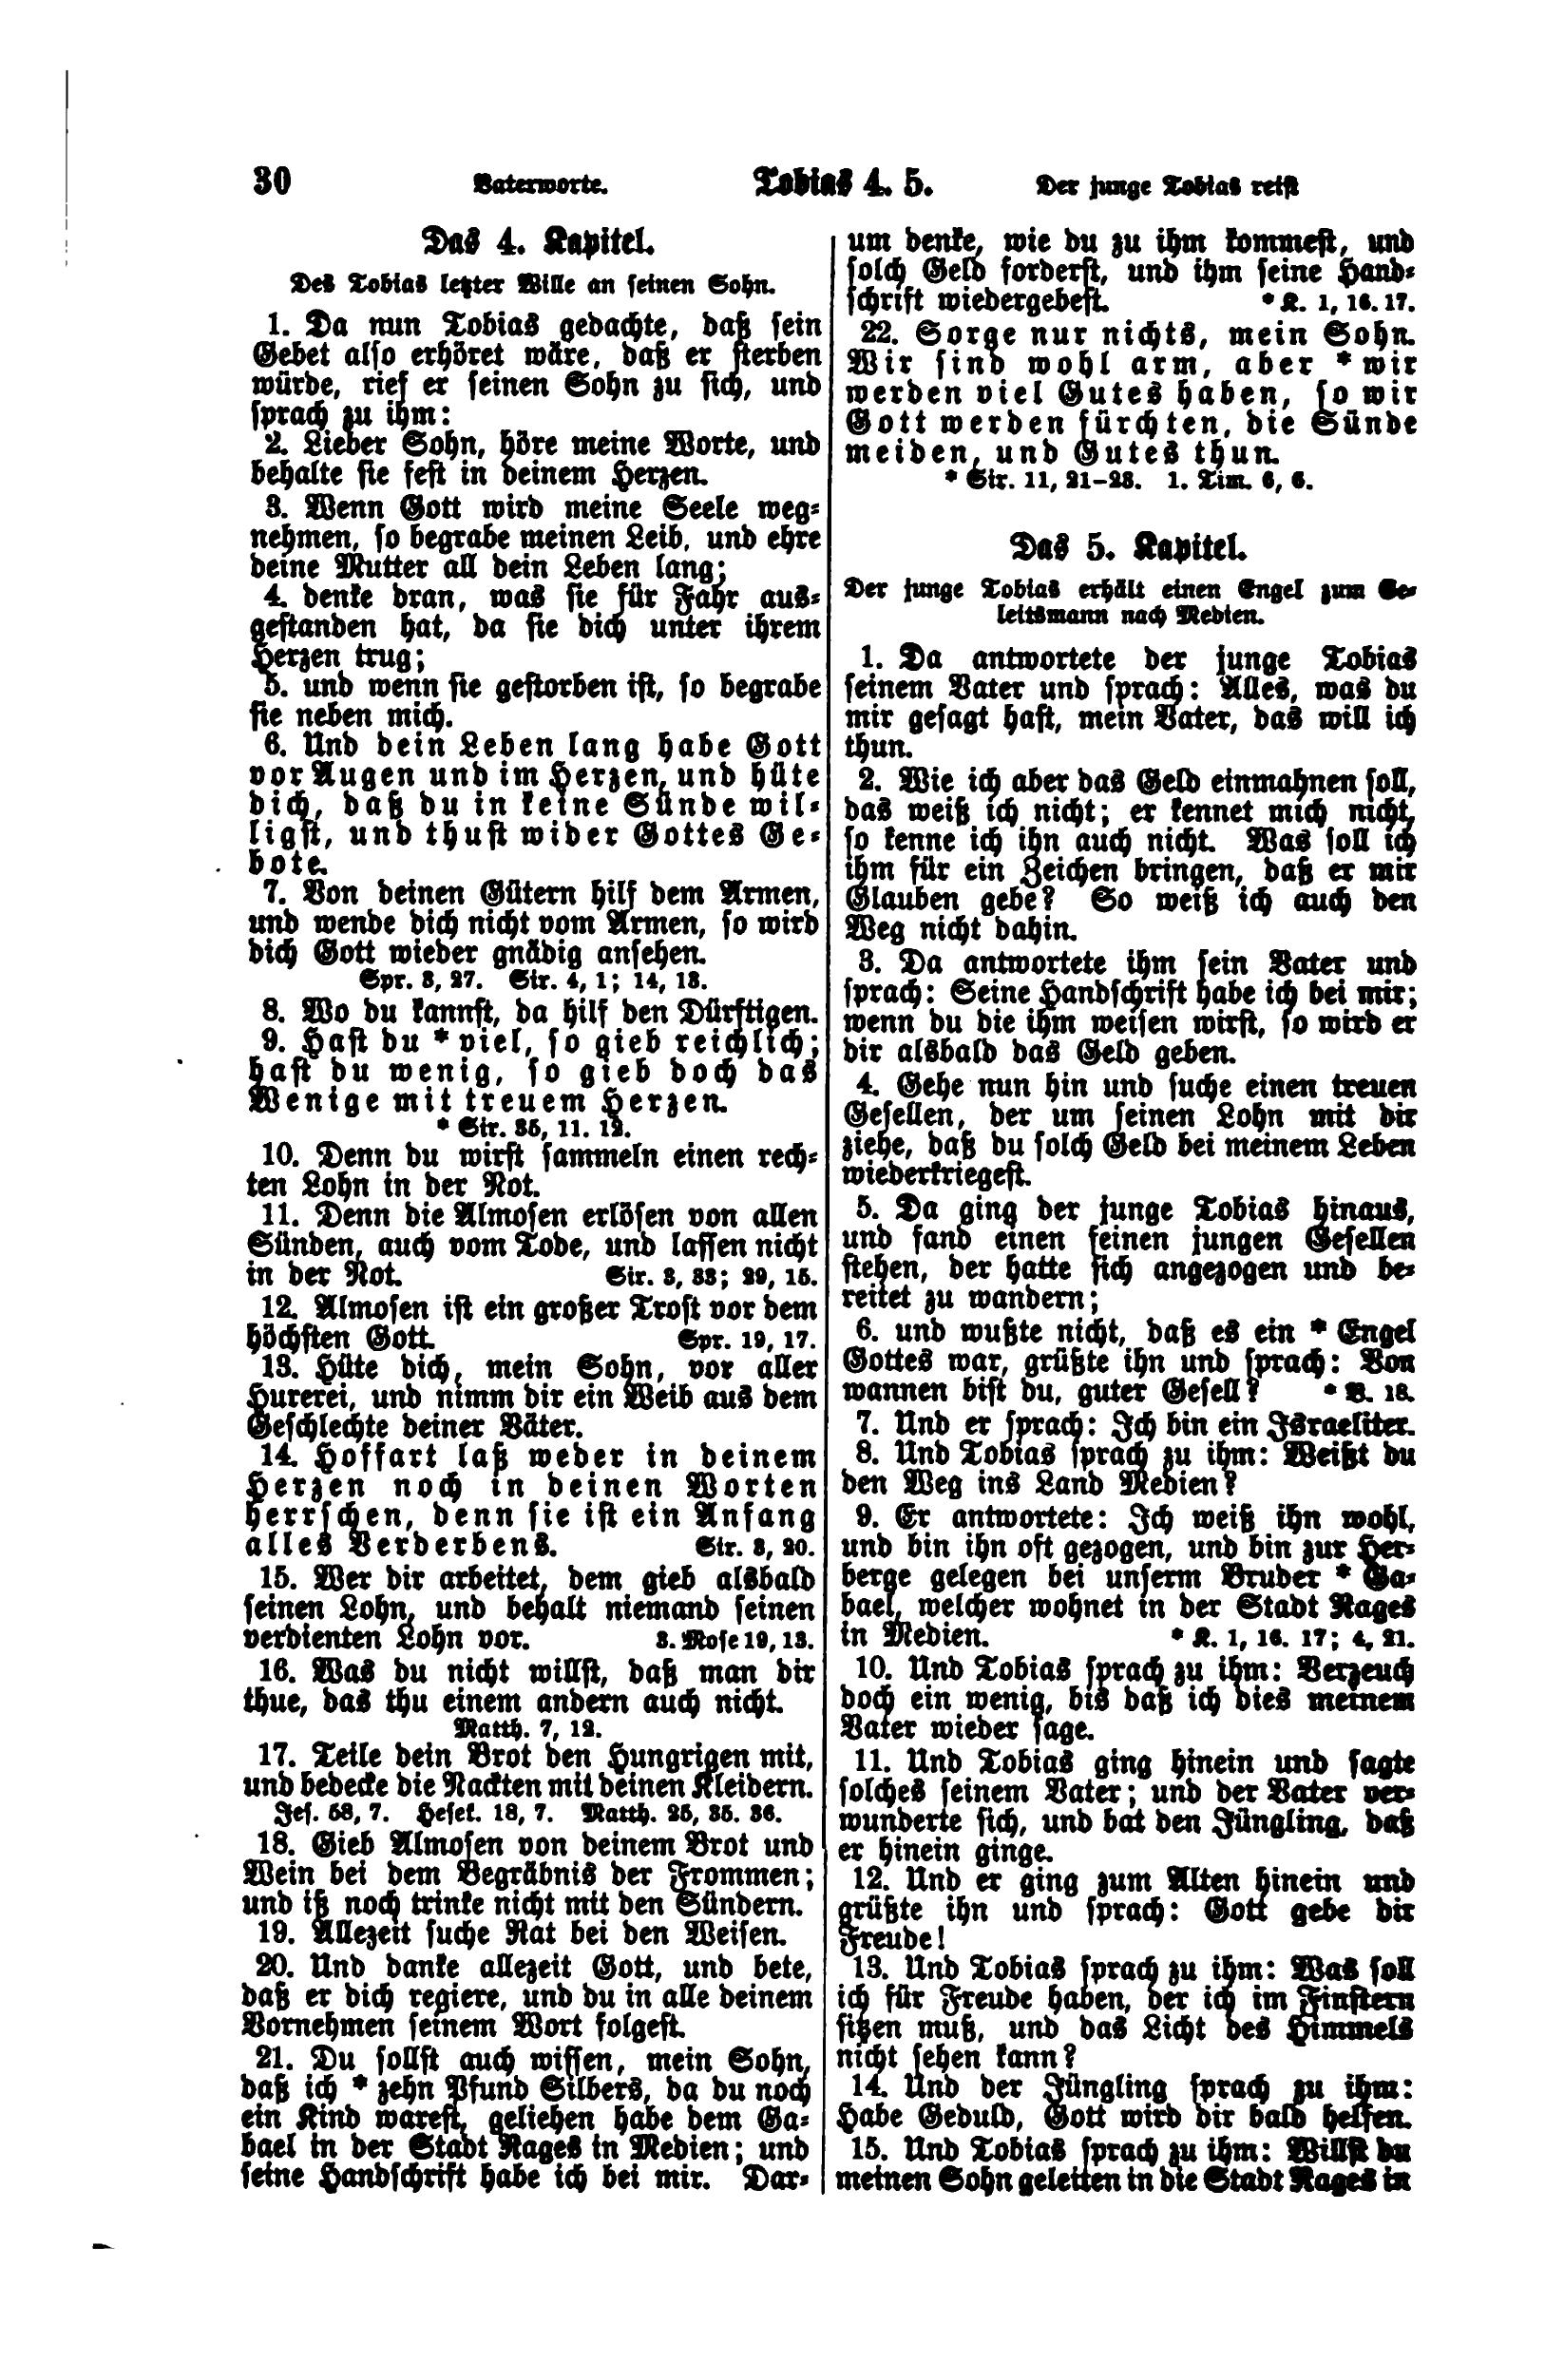 30 Vaterworte. Tobias 4. 5. Der junge Tobias reist
Das 4. Kapitel.
Des Tobias letzter Wille an seinen Sohn.
1. Da nun Tobias gedachte, daß sein
Gebet also erhöret wäre, daß er sterben
würde, rief er seinen Sohn zu sich, und
sprach zu ihm:
2. Lieber Sohn, höre meine Worte, und
behalte sie fest in deinem Herzen.
3. Wenn Gott wird meine Seele weg-
nehmen, so begrabe meinen Leib, und ehre
deine Mutter all dein Leben lang;
4. denke dran, was sie für Fahr aus-
gestanden hat, da sie dich unter ihrem
Herzen trug;
5. und wenn sie gestorben ist, so begrabe
sie neben mich.
6. Und dein Leben lang habe Gott
vor Augen und im Herzen, und hüte
dich, daß du in keine Sünde wil-
ligst, und thust wider Gottes Ge-
bote.
7. Von deinen Gütern hilf dem Armen,
und wende dich nicht vom Armen, so wird
dich Gott wieder gnädig ansehen.
Spr. 3, 27. Sir. 4, 1; 14, 13.
8. Wo du kannst, da hilf den Dürftigen.
9. Hast du * viel, so gieb reichlich;
hast du wenig, so gieb doch das
Wenige mit treuem Herzen.
* Sir. 35, 11. 12.
10. Denn du wirst sammeln einen rech-
ten Lohn in der Not.
11. Denn die Almosen erlösen von allen
Sünden, auch vom Tode, und lassen nicht
in der Not. Sir. 3, 33; 29, 15.
12. Almosen ist ein großer Trost vor dem
höchsten Gott. Spr. 19, 17.
13. Hüte dich, mein Sohn, vor aller
Hurerei, und nimm dir ein Weib aus dem
Geschlechte deiner Väter.
14. Hoffart laß weder in deinem
Herzen noch in deinen Worten
herrschen, denn sie ist ein Anfang
alles Verderbens. Sir. 3, 30.
15. Wer dir arbeitet, dem gieb alsbald
seinen Lohn, und behalt niemand seinen
verdienten Lohn vor. 3. Mose 19, 13.
16. Was du nicht willst, daß man dir
thue, das thu einem andern auch nicht.
Matth. 7, 12.
17. Teile dein Brot den Hungrigen mit,
und bedecke die Nackten mit deinen Kleidern.
Jes. 58, 7. Hesek. 18, 7. Matth. 25, 35. 36.
18. Gieb Almosen von deinem Brot und
Wein bei dem Begräbnis der Frommen;
und iß noch trinke nicht mit den Sündern.
19. Allezeit suche Rat bei den Weisen.
20. Und danke allezeit Gott, und bete,
daß er dich regiere, und du in alle deinem
Vornehmen seinem Wort folgest.
21. Du sollst auch wissen, mein Sohn,
daß ich * zehn Pfund Silbers, da du noch
ein Kind warest, geliehen habe dem Ga-
bael in der Stadt Rages in Medien; und
seine Handschrift habe ich bei mir. Dar-
um denke, wie du zu ihm kommest, und
solch Geld forderst, und ihm seine Hand-
schrift wiedergebest. * K. 1, 16. 17.
22. Sorge nur nichts, mein Sohn.
Wir sind wohl arm, aber * wir
werden viel Gutes haben, so wir
Gott werden fürchten, die Sünde
meiden, und Gutes thun.
* Sir. 11, 21–23. 1. Tim. 6, 6.
Das 5. Kapitel.
Der junge Tobias erhält einen Engel zum Ge-
leitsmann nach Medien.
1. Da antwortete der junge Tobias
seinem Vater und sprach: Alles, was du
mir gesagt hast, mein Vater, das will ich
thun.
2. Wie ich aber das Geld einmahnen soll,
das weiß ich nicht; er kennet mich nicht,
so kenne ich ihn auch nicht. Was soll ich
ihm für ein Zeichen bringen, daß er mir
Glauben gebe? So weiß ich auch den
Weg nicht dahin.
3. Da antwortete ihm sein Vater und
sprach: Seine Handschrift habe ich bei mir;
wenn du die ihm weisen wirst, so wird er
dir alsbald das Geld geben.
4. Gehe nun hin und suche einen treuen
Gesellen, der um seinen Lohn mit dir
ziehe, daß du solch Geld bei meinem Leben
wiederkriegest.
5. Da ging der junge Tobias hinaus,
und fand einen feinen jungen Gesellen
stehen, der hatte sich angezogen und be-
reitet zu wandern;
6. und wußte nicht, daß es ein * Engel
Gottes war, grüßte ihn und sprach: Von
wannen bist du, guter Gesell? * V. 18.
7. Und er sprach: Ich bin ein Israeliter.
8. Und Tobias sprach zu ihm: Weißt du
den Weg ins Land Medien?
9. Er antwortete: Ich weiß ihn wohl,
und bin ihn oft gezogen, und bin zur Her-
berge gelegen bei unserm Bruder * Ga-
bael, welcher wohnet in der Stadt Rages
in Medien. * K. 1, 16. 17; 4, 21.
10. Und Tobias sprach zu ihm: Verzeuch
doch ein wenig, bis daß ich dies meinem
Vater wieder sage.
11. Und Tobias ging hinein und sagte
solches seinem Vater; und der Vater ver-
wunderte sich, und bat den Jüngling, daß
er hinein ginge.
12. Und er ging zum Alten hinein und
grüßte ihn und sprach: Gott gebe dir
Freude!
13. Und Tobias sprach zu ihm: Was soll
ich für Freude haben, der ich im Finstern
sitzen muß, und das Licht des Himmels
nicht sehen kann?
14. Und der Jüngling sprach zu ihm:
Habe Geduld, Gott wird dir bald helfen.
15. Und Tobias sprach zu ihm: Willst du
meinen Sohn geleiten in die Stadt Rages in